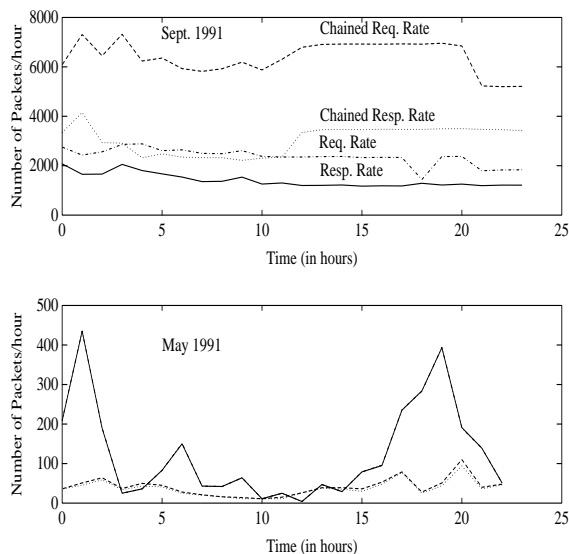 8000
6000
4000
2000
0
Number of Packets/hour
Sept. 1991
Chained Req. Rate
Chained Resp. Rate
Req. Rate
Resp. Rate
0 5 10 15 20 25
Time (in hours)
500
400
300
200
100
0
Number of Packets/hour
May 1991
0 5 10 15 20 25
Time (in hours)